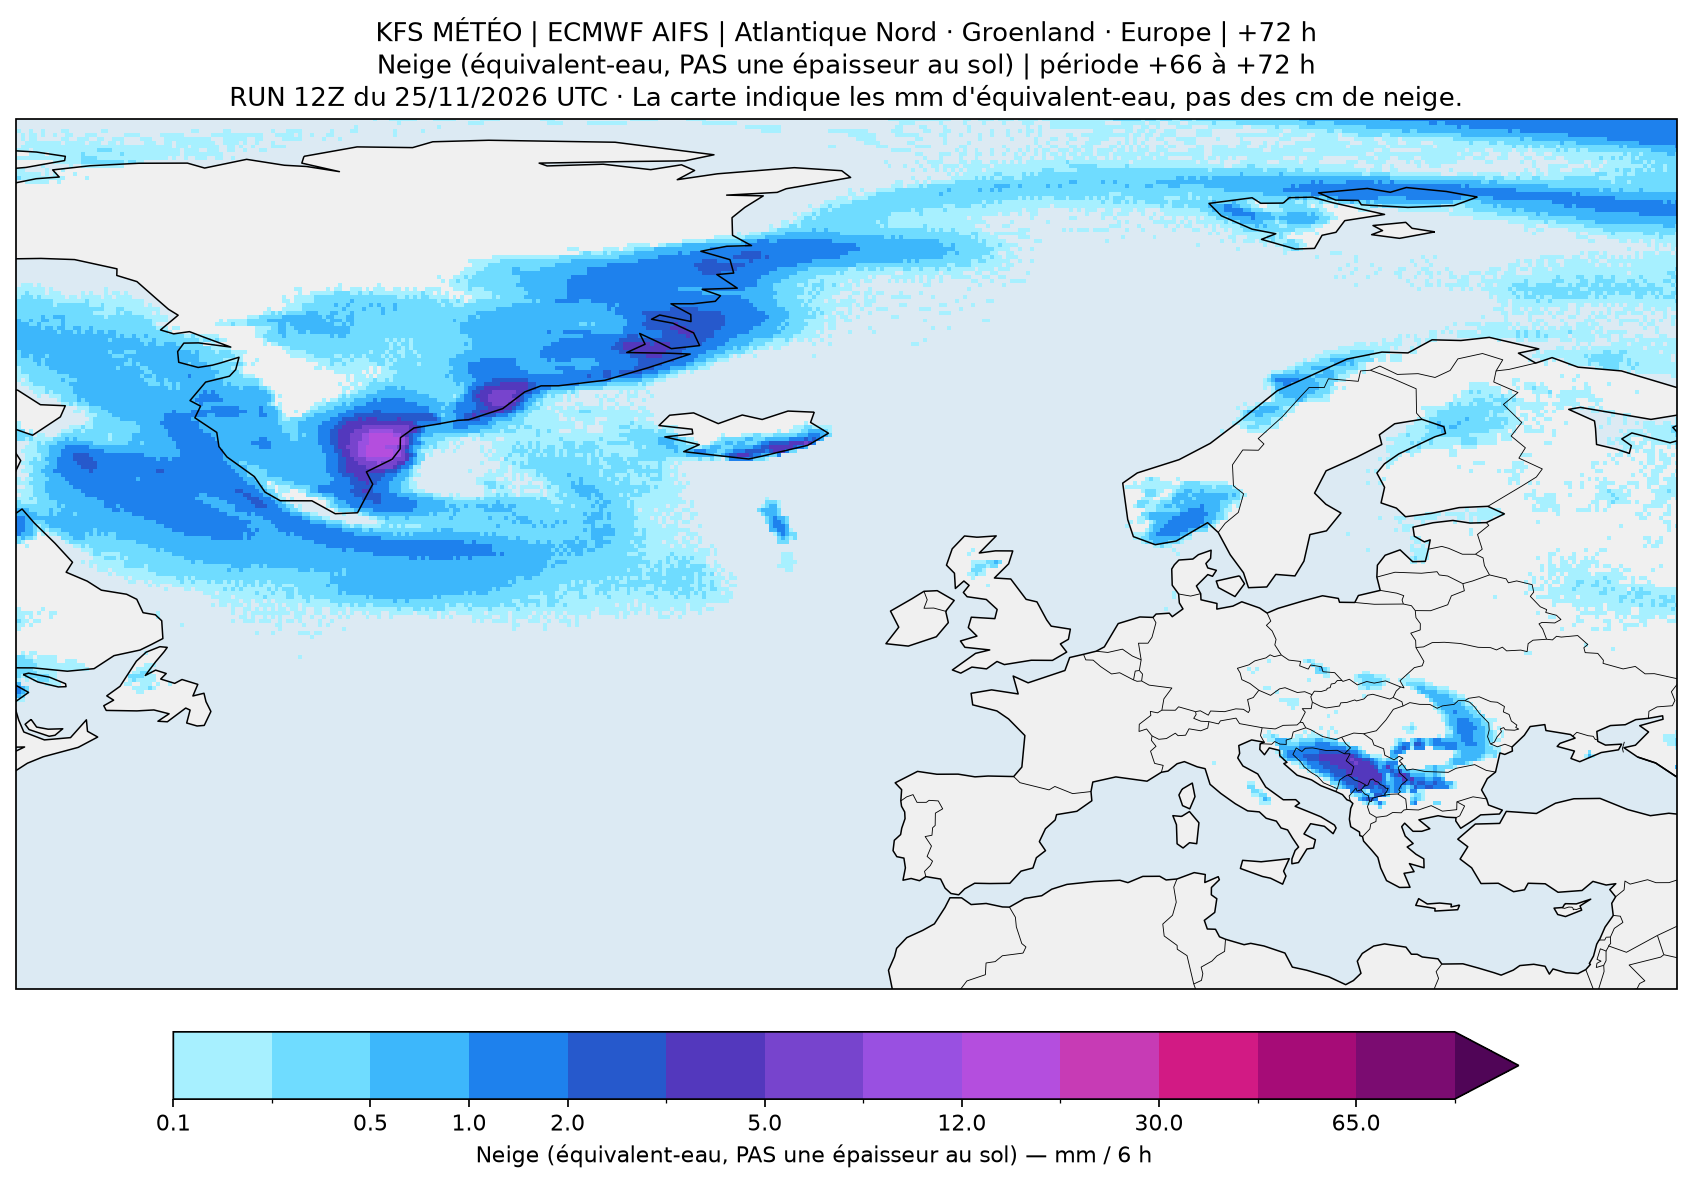 KFS MÉTÉO | ECMWF AIFS | Atlantique Nord · Groenland · Europe | +72 h
Neige (équivalent-eau, PAS une épaisseur au sol) | période +66 à +72 h
RUN 12Z du 25/11/2026 UTC · La carte indique les mm d'équivalent-eau, pas des cm de neige.
0.1 0.5 1.0 2.0 5.0 12.0 30.0 65.0
Neige (équivalent-eau, PAS une épaisseur au sol) — mm / 6 h